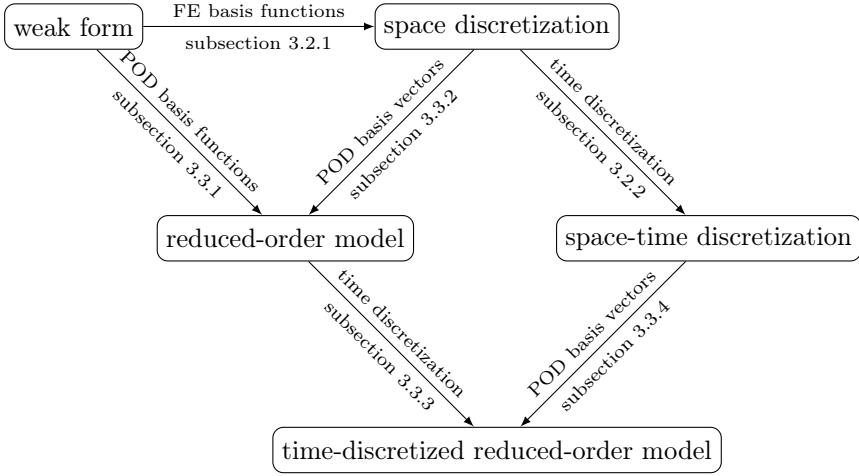 weak form
FE basis functions
subsection 3.2.1
space discretization
POD basis functions
subsection 3.3.1
POD basis vectors
subsection 3.3.2
time discretization
subsection 3.2.2
reduced-order model
space-time discretization
time discretization
subsection 3.3.3
POD basis vectors
subsection 3.3.4
time-discretized reduced-order model